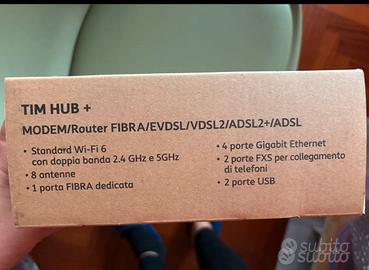 TIM HUB +
MODEM/Router FIBRA/EVDSL/VDSL2/ADSL2+/ADSL
• Standard Wi-Fi 6
con doppia banda 2.4 GHz e 5GHz
• 8 antenne
• 1 porta FIBRA dedicata
• 4 porte Gigabit Ethernet
• 2 porte FXS per collegamento
di telefoni
• 2 porte USB
subito
subito